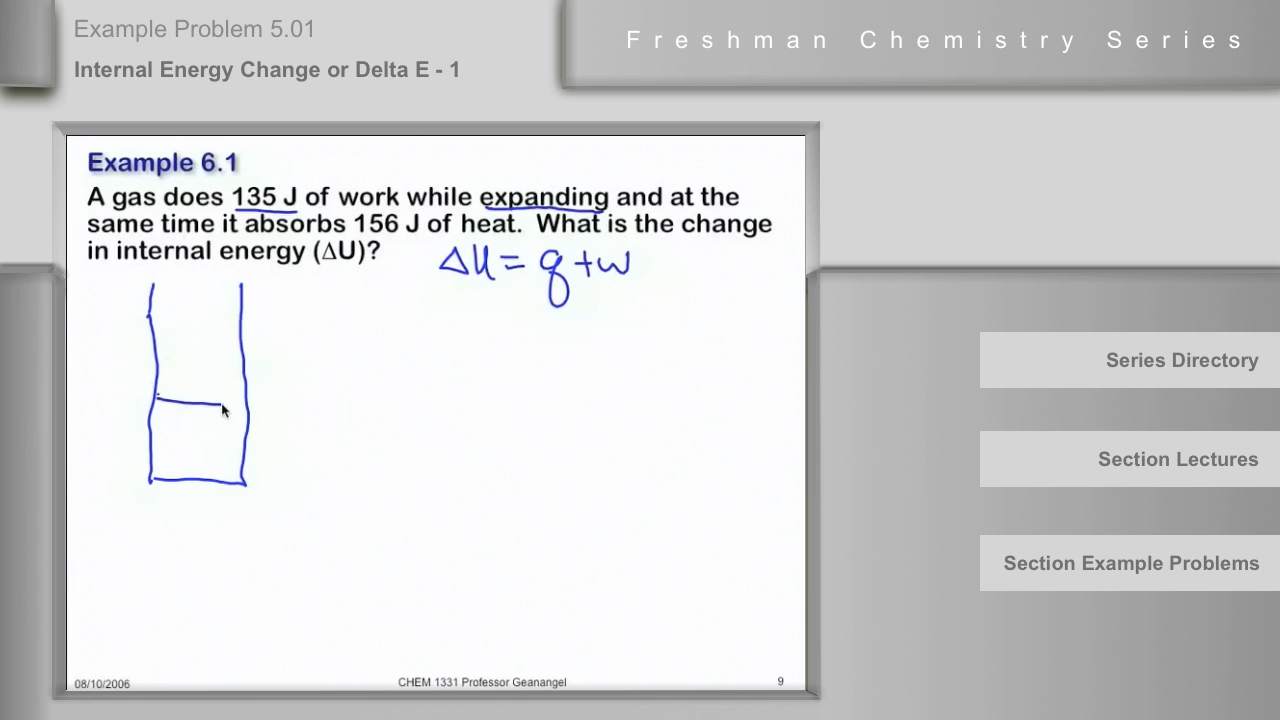 Example Problem 5.01
Internal Energy Change or Delta E - 1
Freshman Chemistry Series
Example 6.1
A gas does 135 J of work while expanding and at the
same time it absorbs 156 J of heat. What is the change
in internal energy (ΔU)?
ΔU = q + w
Series Directory
Section Lectures
Section Example Problems
08/10/2006
CHEM 1331 Professor Geanangel
9